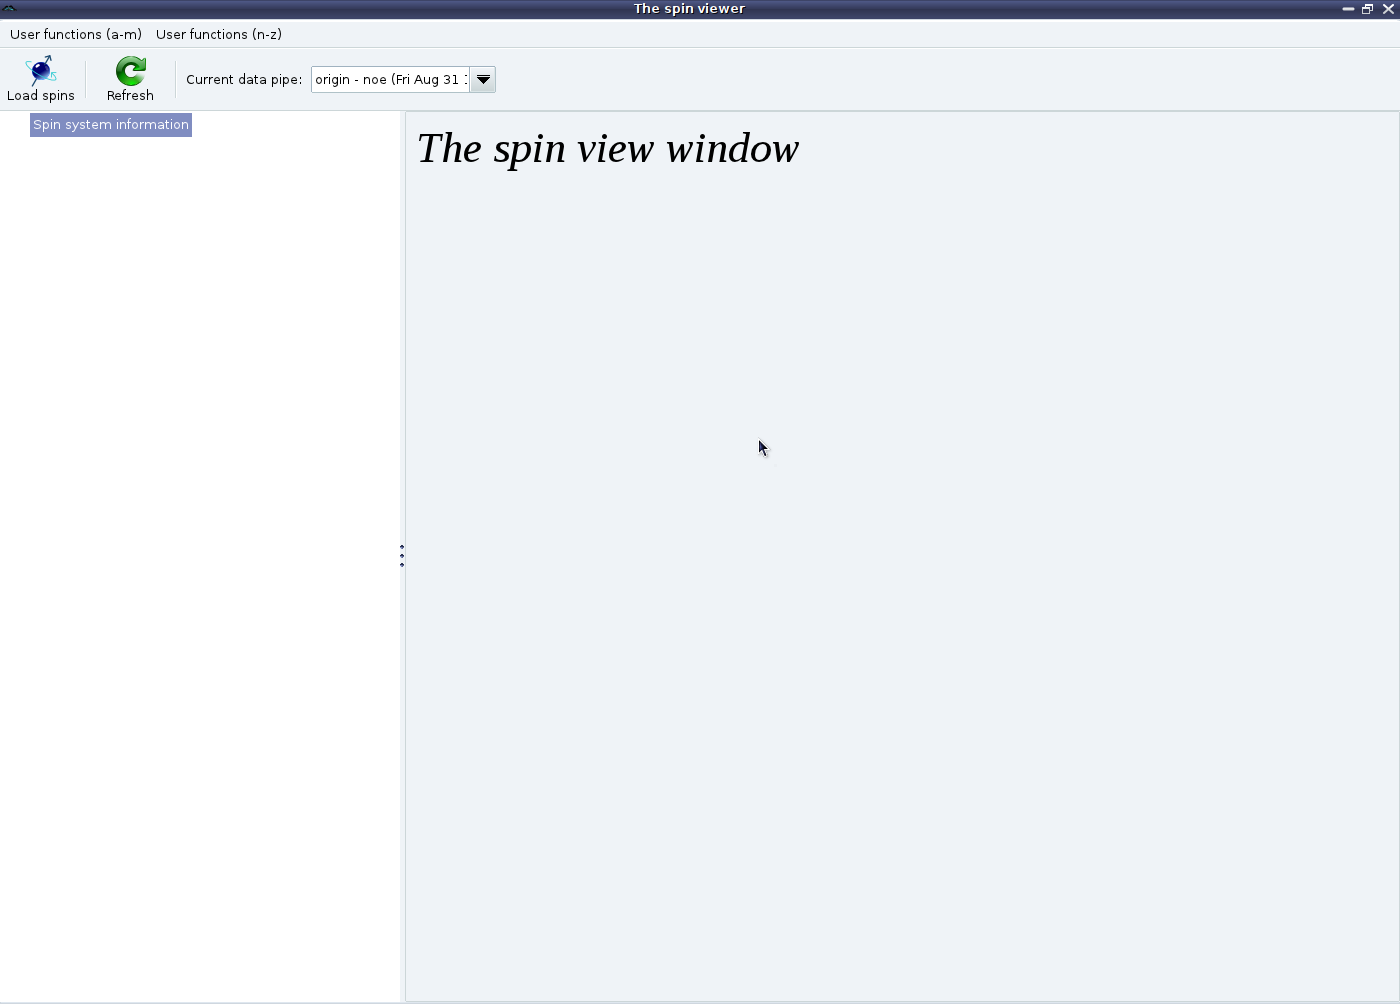 The spin viewer
User functions (a-m) User functions (n-z)
Load spins Refresh Current data pipe: origin - noe (Fri Aug 31
Spin system information
The spin view window